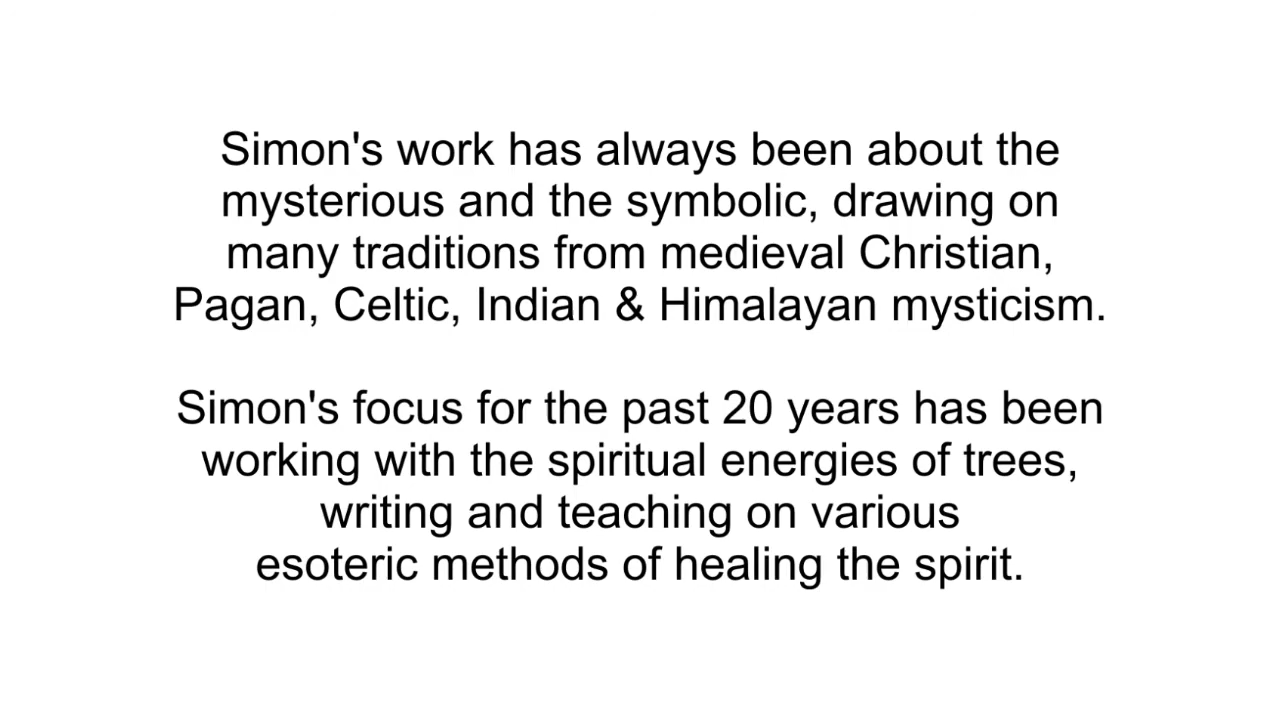 Simon's work has always been about the
mysterious and the symbolic, drawing on
many traditions from medieval Christian,
Pagan, Celtic, Indian & Himalayan mysticism.
Simon's focus for the past 20 years has been
working with the spiritual energies of trees,
writing and teaching on various
esoteric methods of healing the spirit.